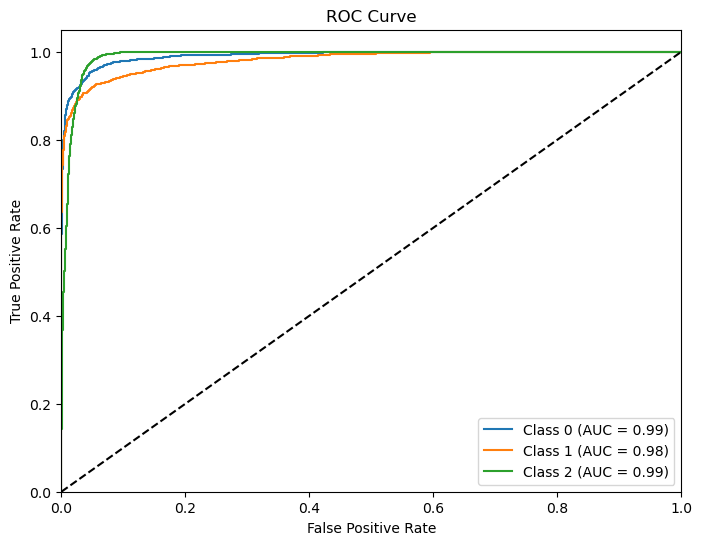 ROC Curve
True Positive Rate
1.0
0.8
0.6
0.4
0.2
0.0
0.0 0.2 0.4 0.6 0.8 1.0
False Positive Rate
Class 0 (AUC = 0.99)
Class 1 (AUC = 0.98)
Class 2 (AUC = 0.99)